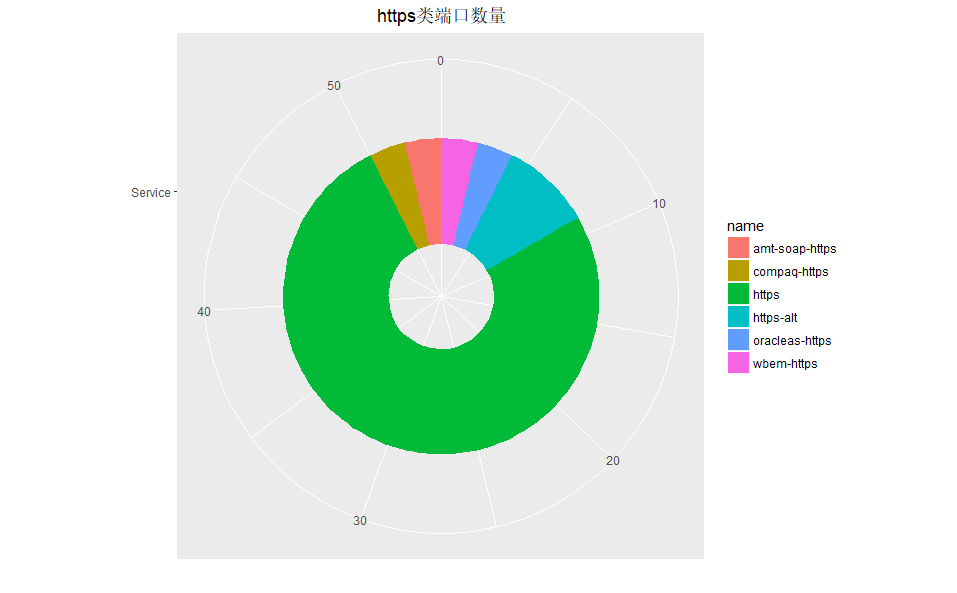 https类端口数量
0
50
Service
10
40
20
30
name
amt-soap-https
compaq-https
https
https-alt
oracleas-https
wbem-https